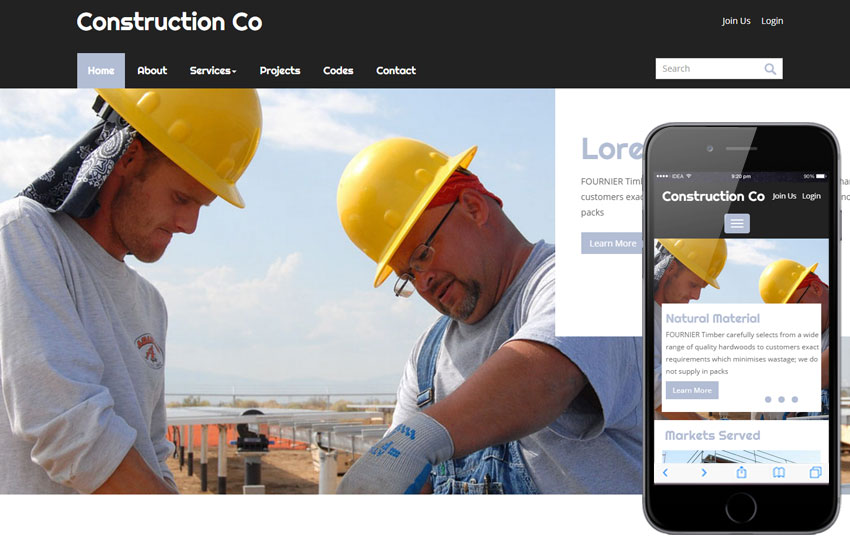 Construction Co
Join Us Login
Home About Services Projects Codes Contact
Search
Lore
FOURNIER Timb
customers exac
packs
Learn More
IDEA 9:20 pm 90%
Construction Co Join Us Login
Natural Material
FOURNIER Timber carefully selects from a wide
range of quality hardwoods to customers exact
requirements which minimises wastage; we do
not supply in packs
Learn More
Markets Served